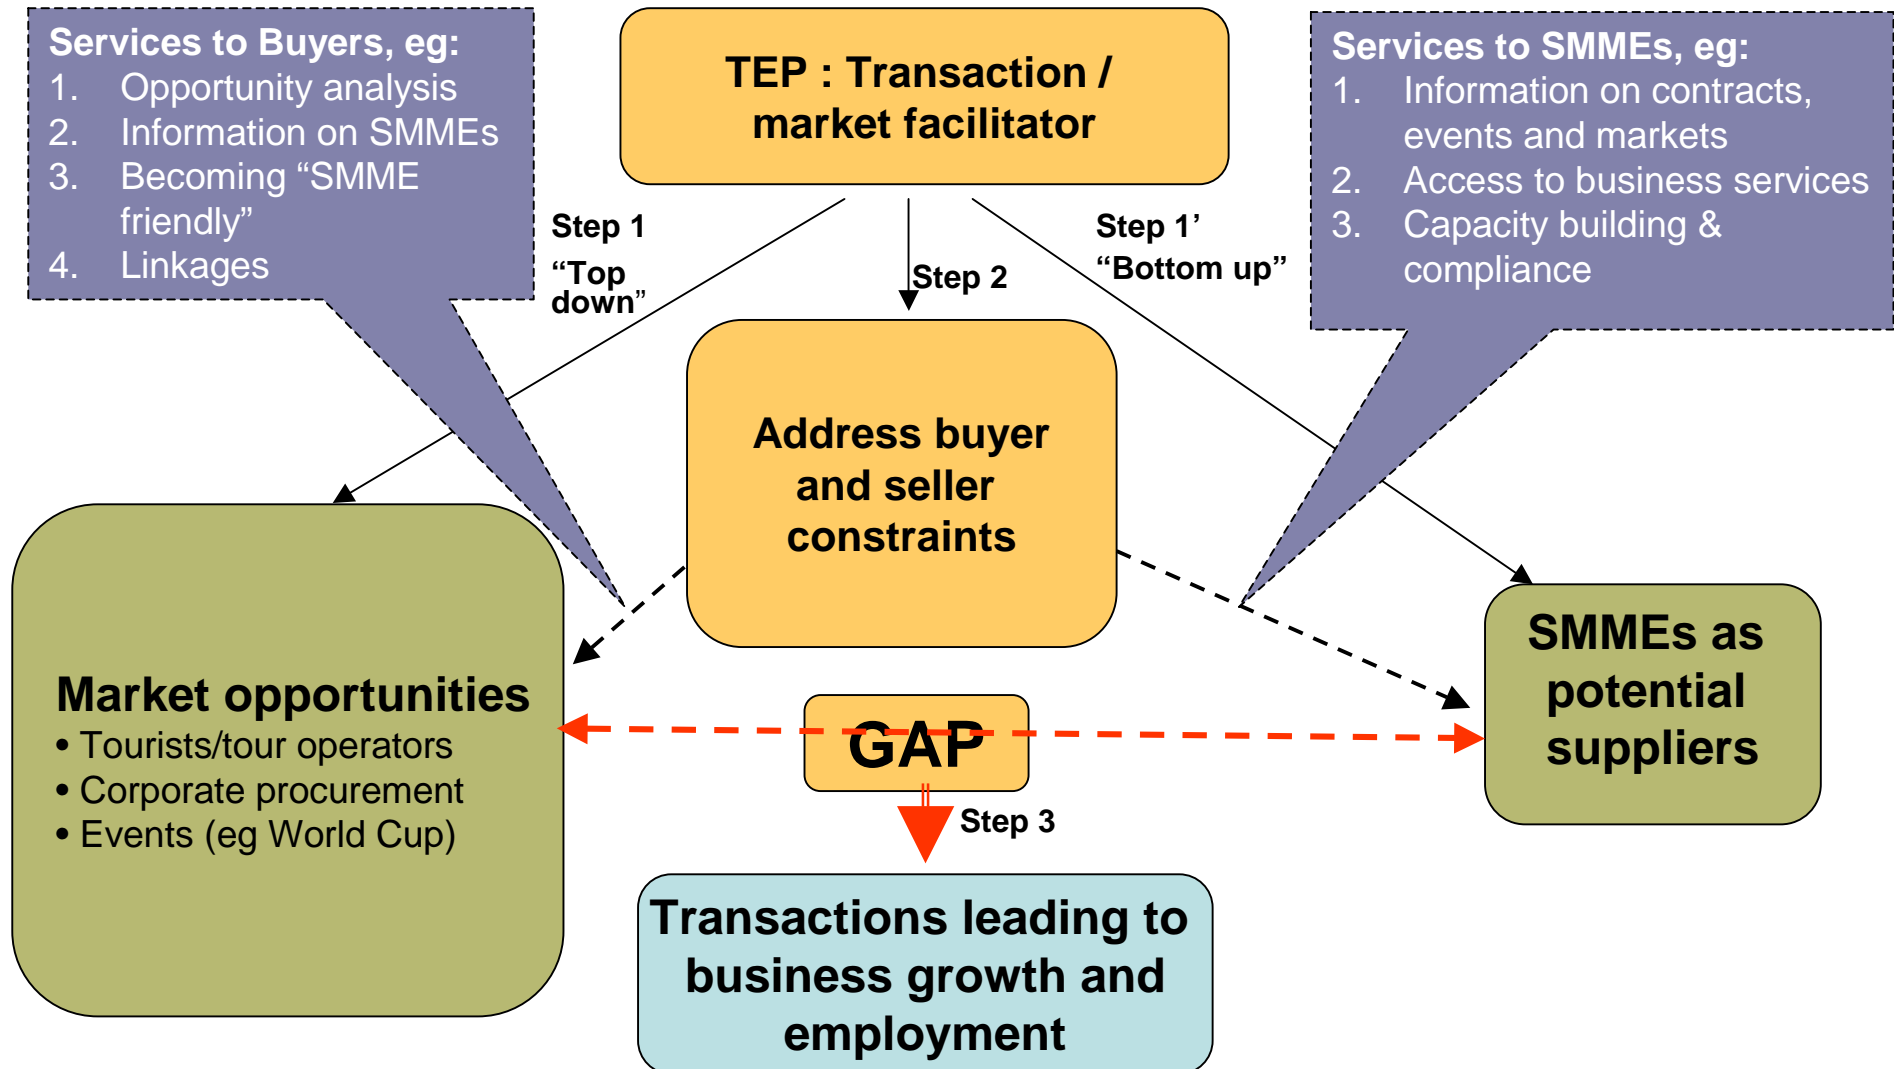 Services to Buyers, eg:
1. Opportunity analysis
2. Information on SMMEs
3. Becoming “SMME
friendly”
4. Linkages
TEP : Transaction /
market facilitator
Services to SMMEs, eg:
1. Information on contracts,
events and markets
2. Access to business services
3. Capacity building &
compliance
Step 1
“Top
down”
Step 2
Step 1’
“Bottom up”
Address buyer
and seller
constraints
Market opportunities
• Tourists/tour operators
• Corporate procurement
• Events (eg World Cup)
GAP
SMMEs as
potential
suppliers
Step 3
Transactions leading to
business growth and
employment